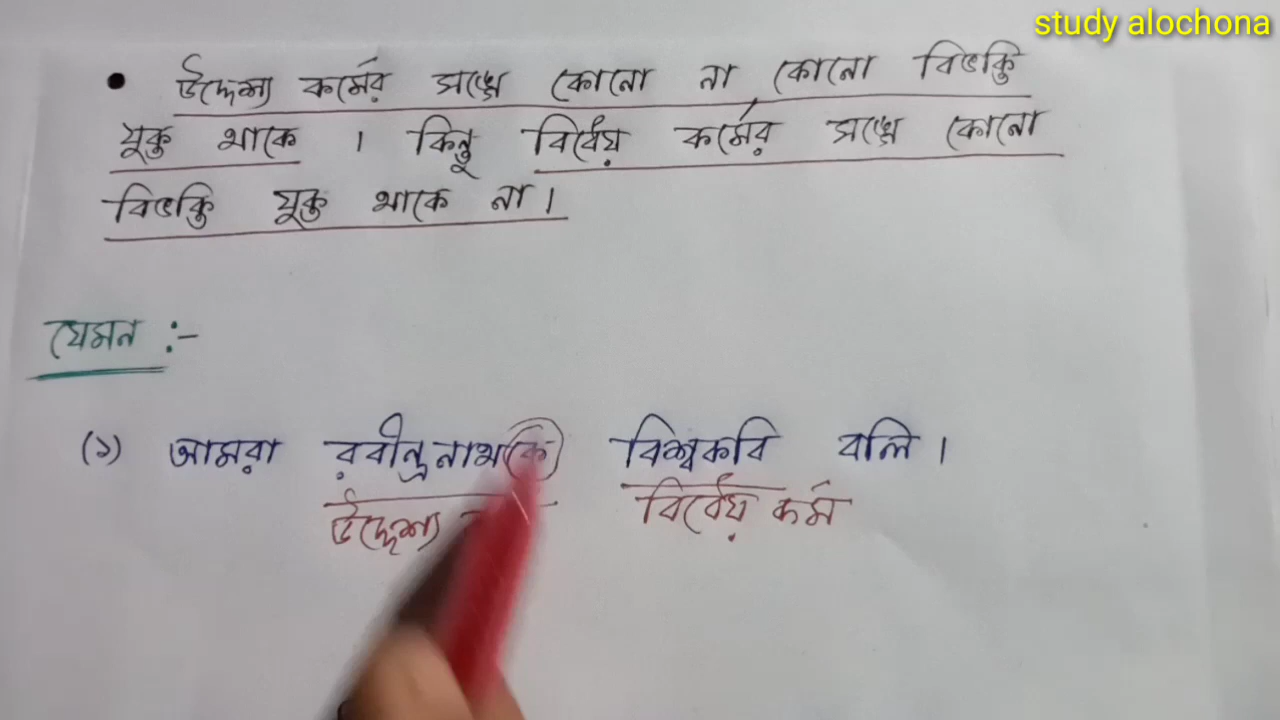 study alochona
• উদ্দেশ্য কর্মের সঙ্গে কোনো না কোনো বিভক্তি
যুক্ত থাকে । কিন্তু বিধেয় কর্মের সঙ্গে কোনো
বিভক্তি যুক্ত থাকে না ।
যেমন :-
(১) আমরা রবীন্দ্রনাথকে বিশ্বকবি বলি ।
উদ্দেশ্য বিধেয় কর্ম